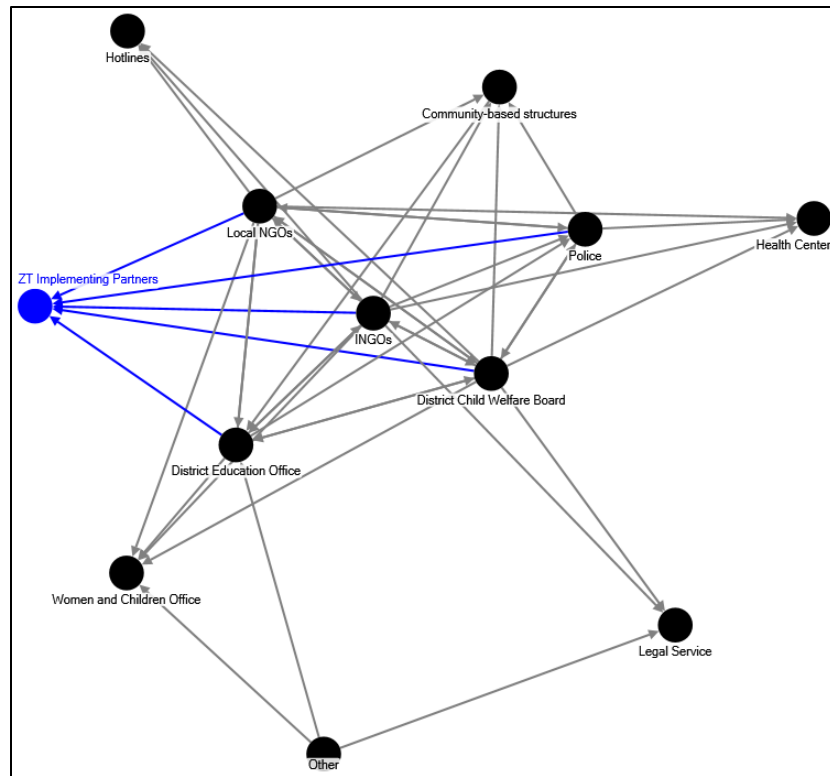 Hotlines
Community-based structures
Local NGOs
Police
Health Center
ZT Implementing Partners
INGOs
District Child Welfare Board
District Education Office
Women and Children Office
Legal Service
Other